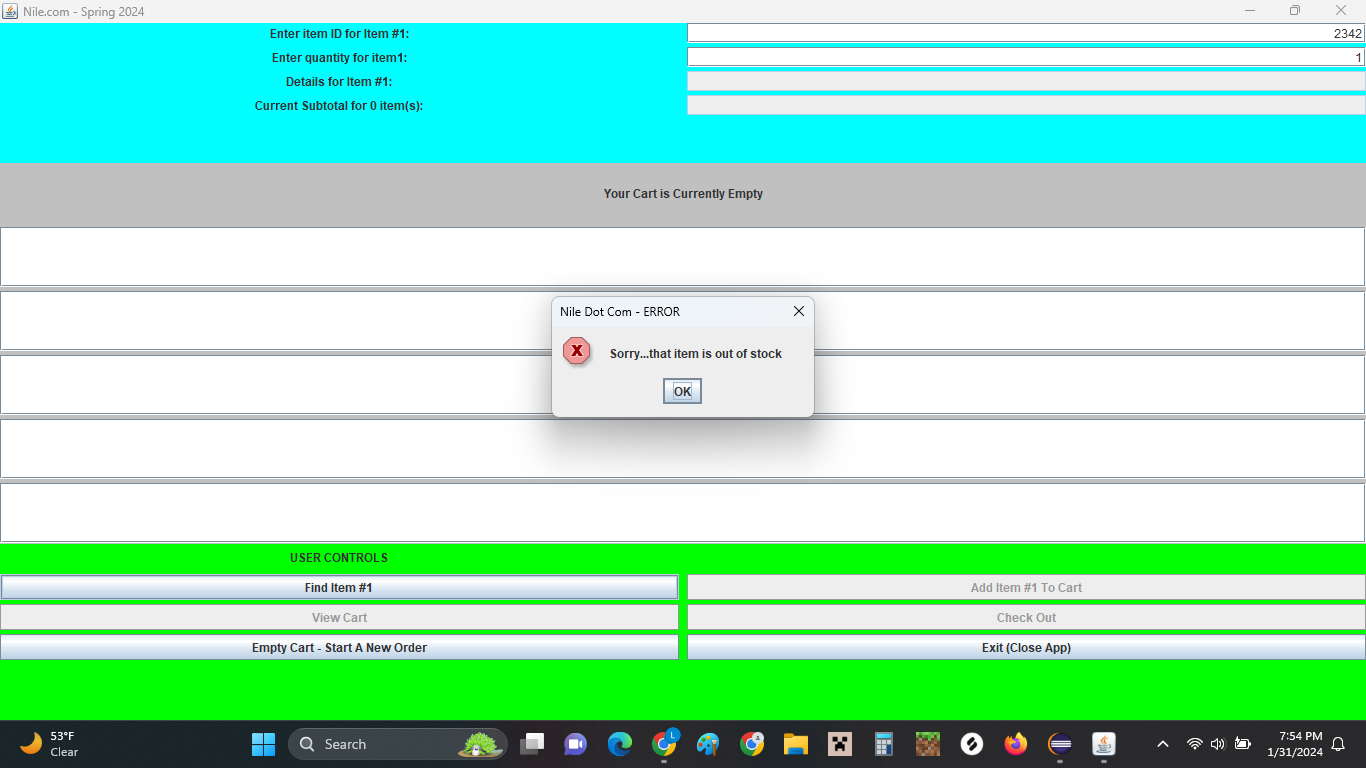 Nile.com - Spring 2024
Enter item ID for Item #1:
2342
Enter quantity for item1:
1
Details for Item #1:
Current Subtotal for 0 item(s):
Your Cart is Currently Empty
Nile Dot Com - ERROR
X
Sorry...that item is out of stock
OK
USER CONTROLS
Find Item #1
Add Item #1 To Cart
View Cart
Check Out
Empty Cart - Start A New Order
Exit (Close App)
53°F
Clear
Search
L
7:54 PM
1/31/2024